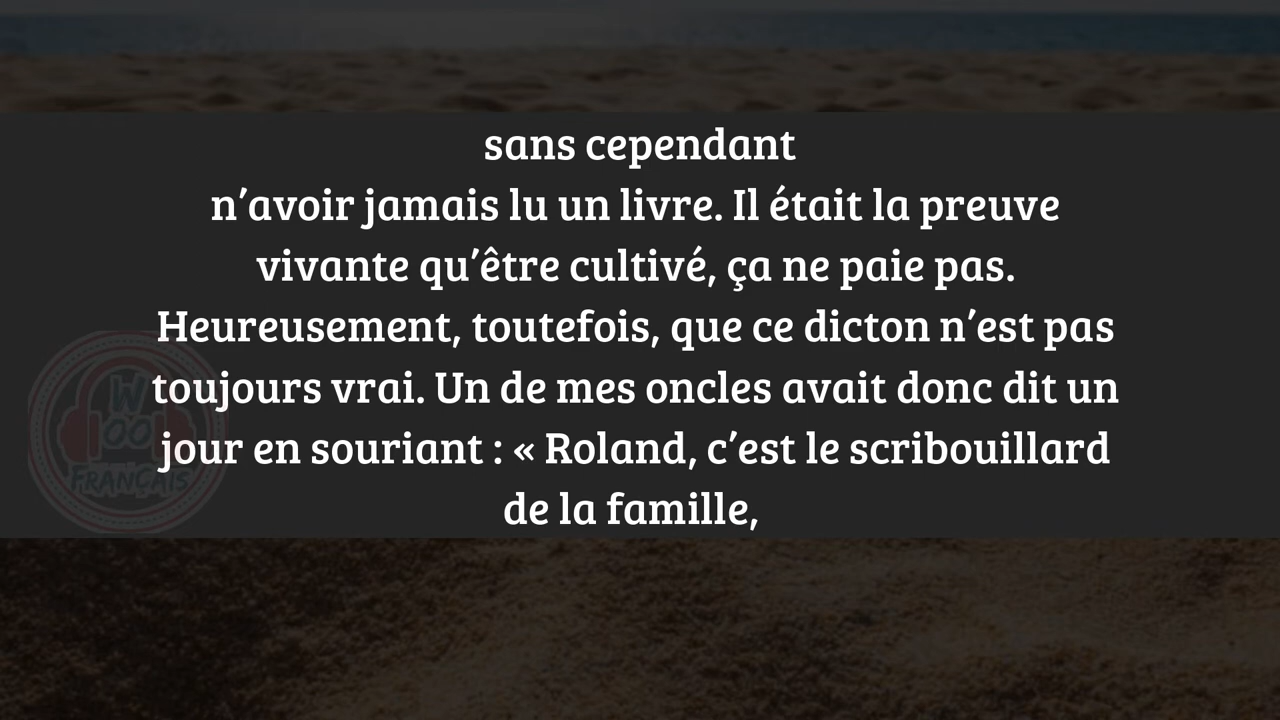 sans cependant
n’avoir jamais lu un livre. Il était la preuve
vivante qu’être cultivé, ça ne paie pas.
Heureusement, toutefois, que ce dicton n’est pas
toujours vrai. Un de mes oncles avait donc dit un
jour en souriant : « Roland, c’est le scribouillard
de la famille,
W
100
FRANÇAIS